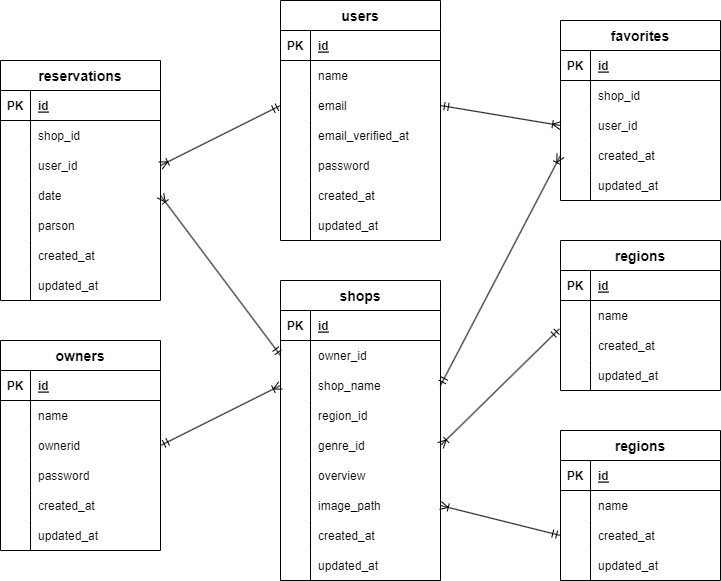 users
PK id
name
email
email_verified_at
password
created_at
updated_at
favorites
PK id
shop_id
user_id
created_at
updated_at
reservations
PK id
shop_id
user_id
date
parson
created_at
updated_at
regions
PK id
name
created_at
updated_at
shops
PK id
owner_id
shop_name
region_id
genre_id
overview
image_path
created_at
updated_at
owners
PK id
name
ownerid
password
created_at
updated_at
regions
PK id
name
created_at
updated_at